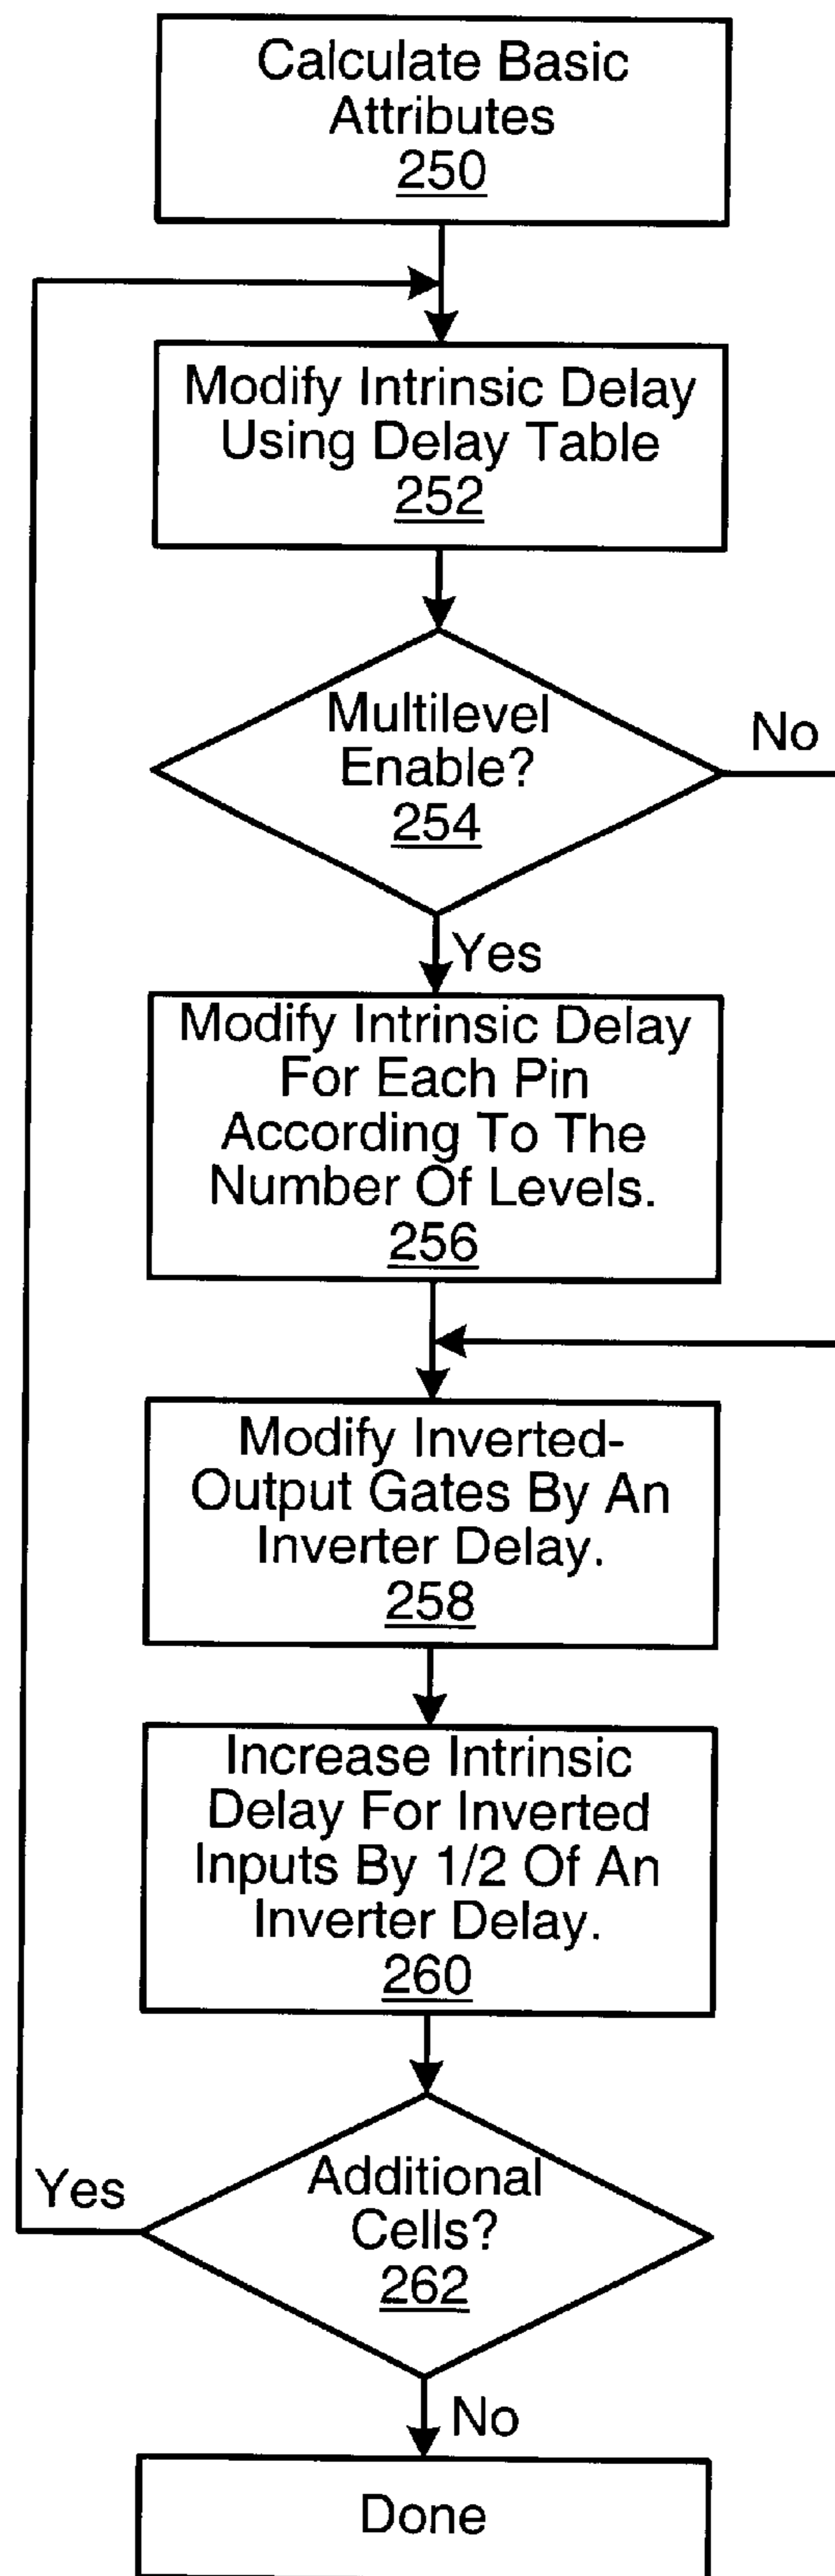 Calculate Basic
Attributes
250
Modify Intrinsic Delay
Using Delay Table
252
Multilevel
Enable?
254
No
Yes
Modify Intrinsic Delay
For Each Pin
According To The
Number Of Levels.
256
Modify Inverted-
Output Gates By An
Inverter Delay.
258
Increase Intrinsic
Delay For Inverted
Inputs By 1/2 Of An
Inverter Delay.
260
Additional
Cells?
262
Yes
No
Done